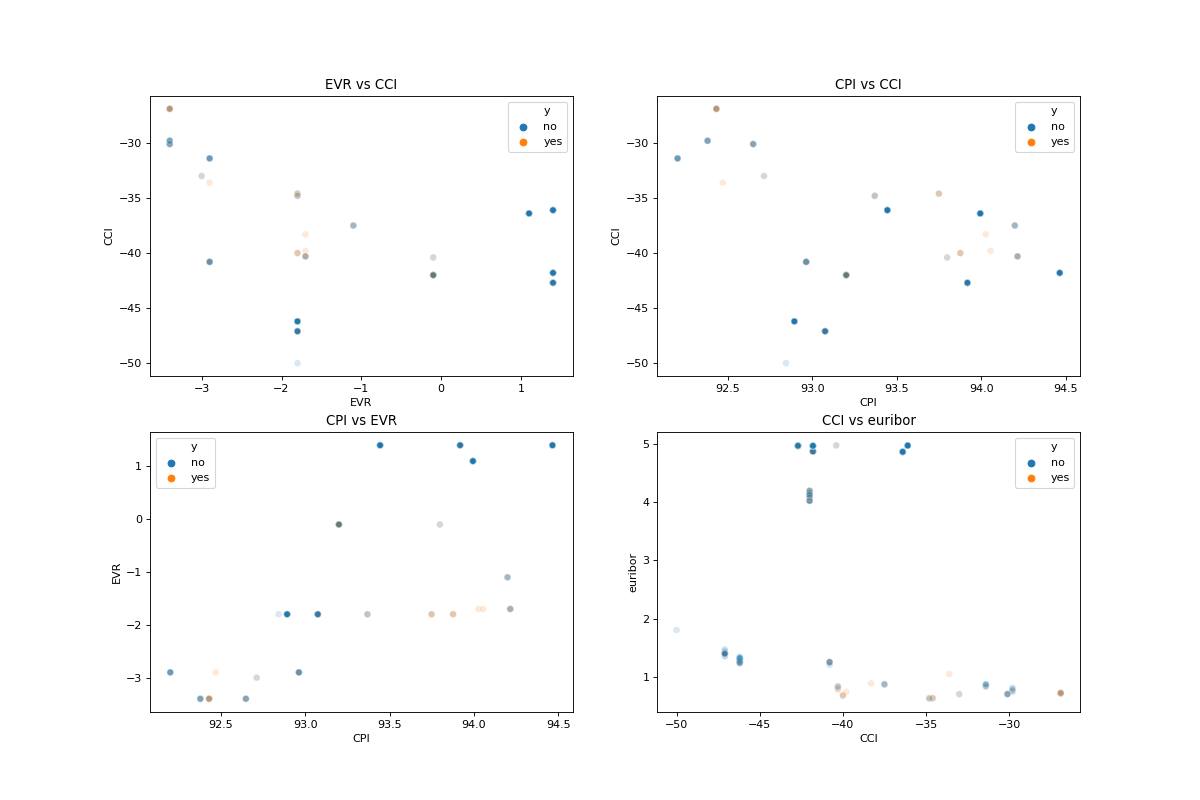 EVR vs CCI
y
no
yes
CCI
−30
−35
−40
−45
−50
−3
−2
−1
0
1
EVR
CPI vs CCI
y
no
yes
CCI
−30
−35
−40
−45
−50
92.5
93.0
93.5
94.0
94.5
CPI
CPI vs EVR
y
no
yes
EVR
1
0
−1
−2
−3
92.5
93.0
93.5
94.0
94.5
CPI
CCI vs euribor
y
no
yes
euribor
5
4
3
2
1
−50
−45
−40
−35
−30
CCI